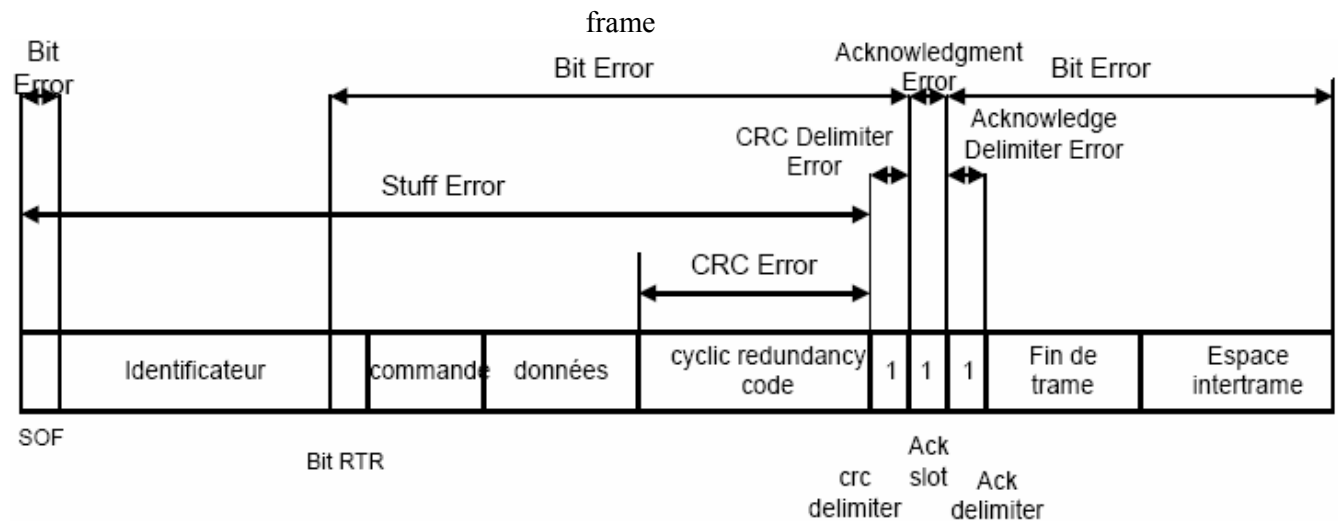 frame
Bit
Error
Bit Error
Acknowledgment
Error
Bit Error
CRC Delimiter
Error
Acknowledge
Delimiter Error
Stuff Error
CRC Error
Identificateur
commande
données
cyclic redundancy
code
1
1
1
Fin de
trame
Espace
intertrame
SOF
Bit RTR
crc
delimiter
Ack
slot
Ack
delimiter